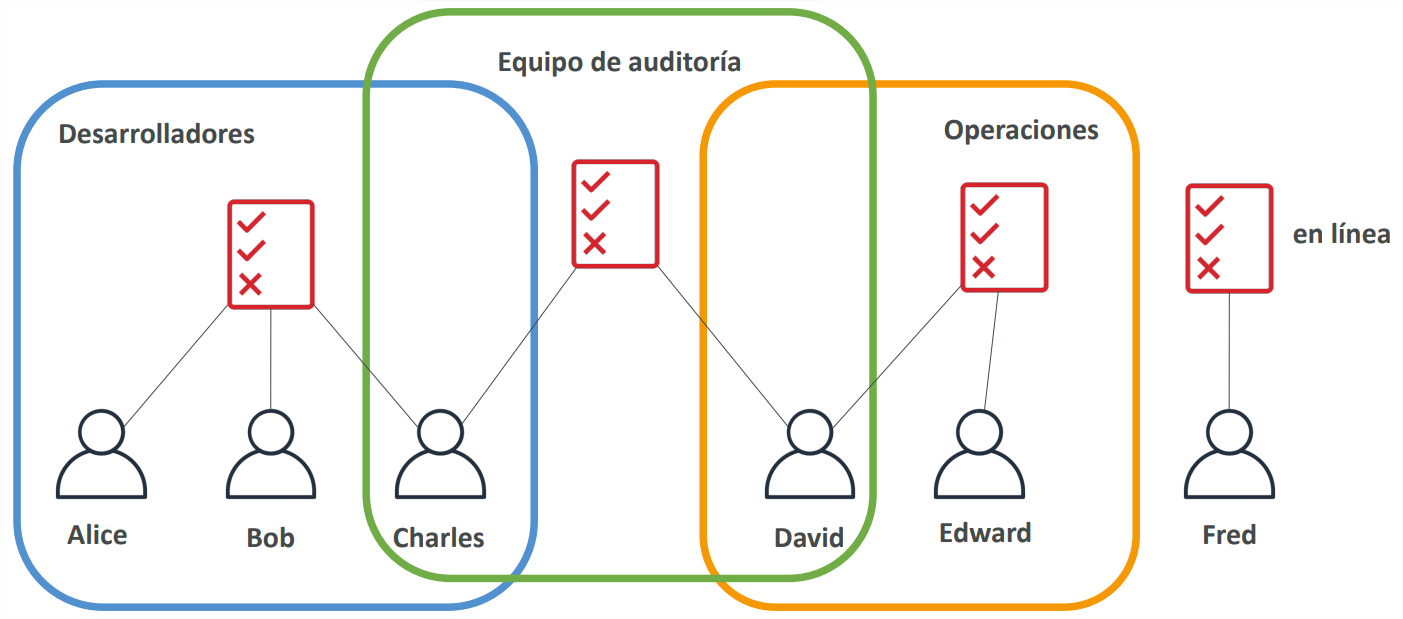 Equipo de auditoría
Desarrolladores
Operaciones
en línea
Alice
Bob
Charles
David
Edward
Fred